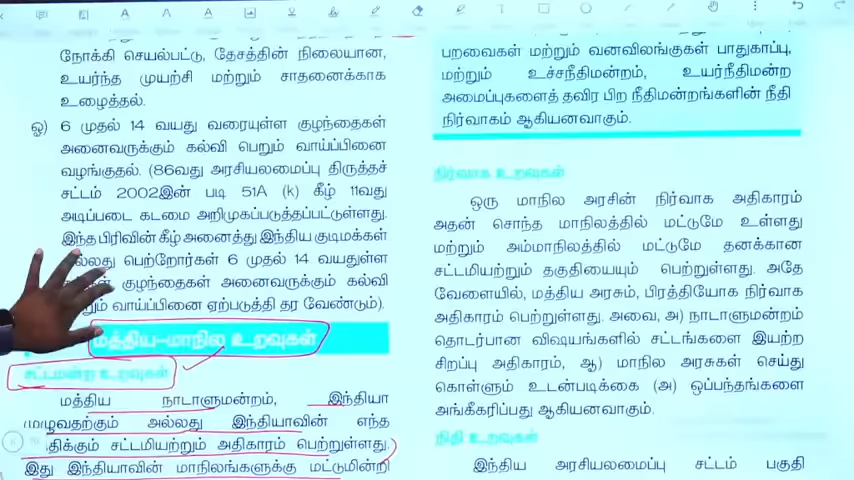 நோக்கி செயல்பட்டு, தேசத்தின் நிலையான,
உயர்ந்த முயற்சி மற்றும் சாதனைக்காக
உழைத்தல்.
ஓ) 6 முதல் 14 வயது வரையுள்ள குழந்தைகள்
அனைவருக்கும் கல்வி பெறும் வாய்ப்பினை
வழங்குதல். (86வது அரசியலமைப்பு திருத்தச்
சட்டம் 2002இன் படி 51A (k) கீழ் 11வது
அடிப்படை கடமை அறிமுகப்படுத்தப்பட்டுள்ளது.
இந்த பிரிவின் கீழ் அனைத்து இந்திய குடிமக்கள்
பெற்றோர்கள் 6 முதல் 14 வயதுள்ள
குழந்தைகள் அனைவருக்கும் கல்வி
வாய்ப்பினை ஏற்படுத்தி தர வேண்டும்).
மத்திய-மாநில உறவுகள்
சட்டமன்ற உறவுகள்
மத்திய நாடாளுமன்றம், இந்தியா
முழுவதற்கும் அல்லது இந்தியாவின் எந்த
சட்டமியற்றும் அதிகாரம் பெற்றுள்ளது.
இது இந்தியாவின் மாநிலங்களுக்கு மட்டுமின்றி
பறவைகள் மற்றும் வனவிலங்குகள் பாதுகாப்பு,
மற்றும் உச்சநீதிமன்றம், உயர்நீதிமன்ற
அமைப்புகளைத் தவிர பிற நீதிமன்றங்களின் நீதி
நிர்வாகம் ஆகியனவாகும்.
நிர்வாக உறவுகள்
ஒரு மாநில அரசின் நிர்வாக அதிகாரம்
அதன் சொந்த மாநிலத்தில் மட்டுமே உள்ளது
மற்றும் அம்மாநிலத்தில் மட்டுமே தனக்கான
சட்டமியற்றும் தகுதியையும் பெற்றுள்ளது. அதே
வேளையில், மத்திய அரசும், பிரத்தியோக நிர்வாக
அதிகாரம் பெற்றுள்ளது. அவை, அ) நாடாளுமன்றம்
தொடர்பான விஷயங்களில் சட்டங்களை இயற்ற
சிறப்பு அதிகாரம், ஆ) மாநில அரசுகள் செய்து
கொள்ளும் உடன்படிக்கை (அ) ஒப்பந்தங்களை
அங்கீகரிப்பது ஆகியனவாகும்.
நிதி உறவுகள்
இந்திய அரசியலமைப்பு சட்டம் பகுதி